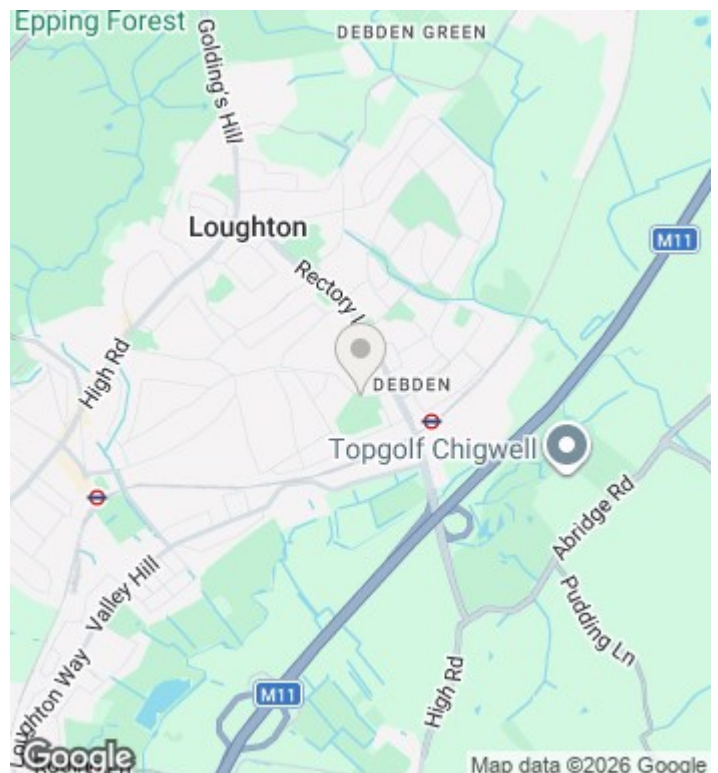 Epping Forest
DEBDEN GREEN
Golding's Hill
Loughton
M11
Rectory
High Rd
DEBDEN
Topgolf Chigwell
Abridge Rd
Valley Hill
Pudding Ln
Loughton Way
High Rd
M11
Google
Map data ©2026 Google